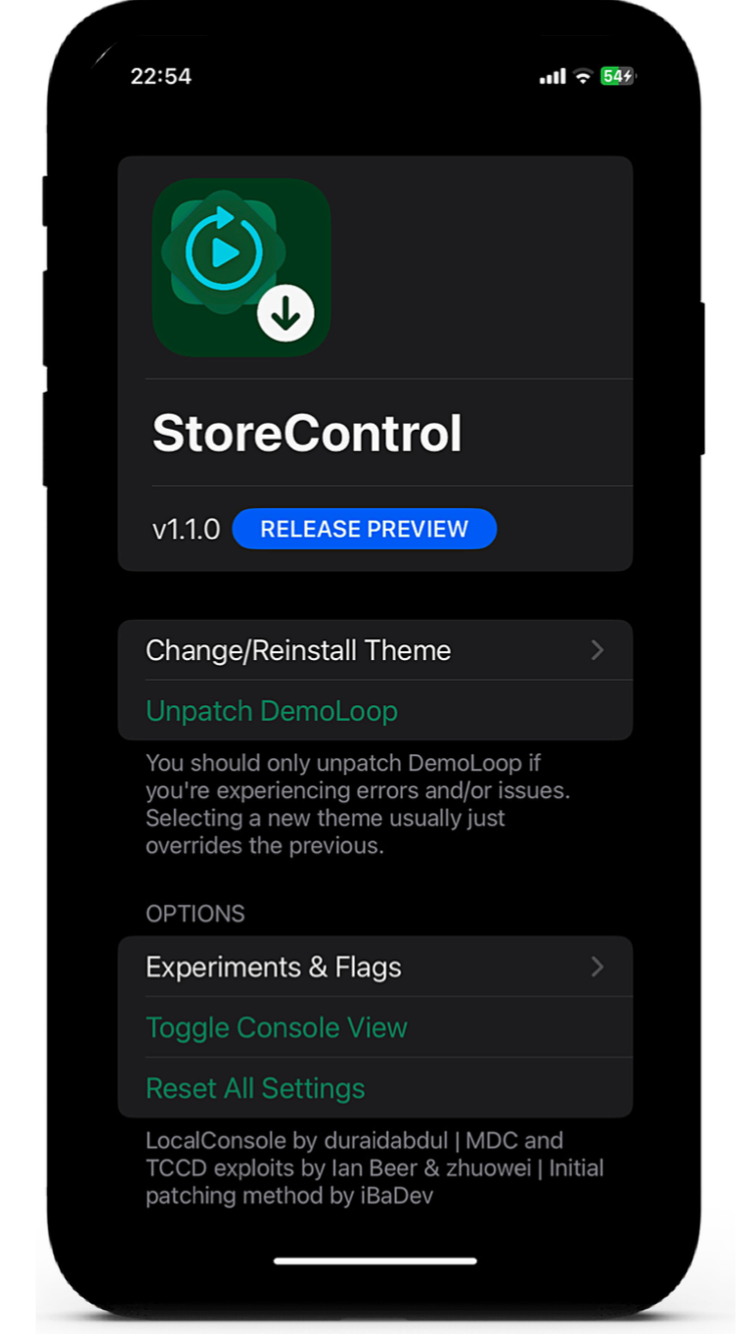 22:54
54
StoreControl
v1.1.0 RELEASE PREVIEW
Change/Reinstall Theme
Unpatch DemoLoop
You should only unpatch DemoLoop if
you're experiencing errors and/or issues.
Selecting a new theme usually just
overrides the previous.
OPTIONS
Experiments & Flags
Toggle Console View
Reset All Settings
LocalConsole by duraidabdul | MDC and
TCCD exploits by Ian Beer & zhuowei | Initial
patching method by iBaDev